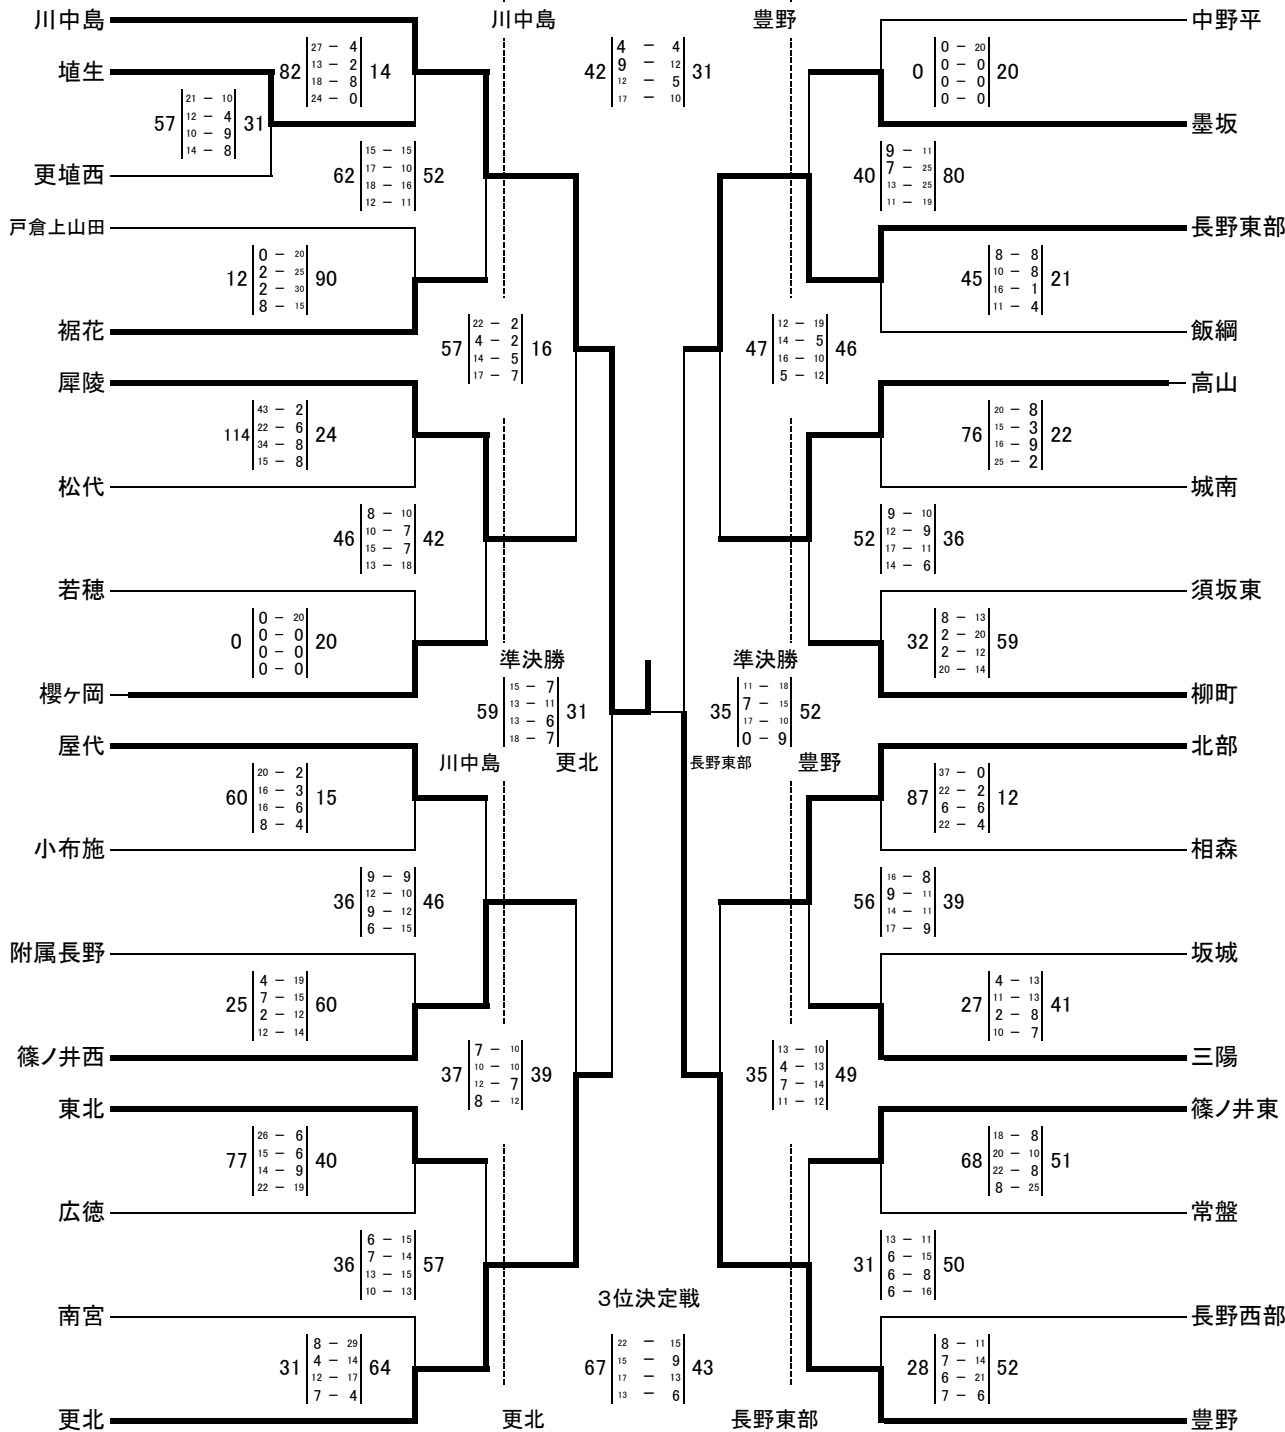 川中島
埴生
更埴西
戸倉上山田
裾花
犀陵
松代
若穂
櫻ヶ岡
屋代
小布施
附属長野
篠ノ井西
東北
広徳
南宮
更北
82 14
27 – 4
13 – 2
18 – 8
24 – 0
57 31
21 – 10
12 – 4
10 – 9
14 – 8
62 52
15 – 15
17 – 10
18 – 16
12 – 11
12 90
0 – 20
2 – 25
2 – 30
8 – 15
57 16
22 – 2
4 – 2
14 – 5
17 – 7
114 24
43 – 2
22 – 6
34 – 8
15 – 8
46 42
8 – 10
10 – 7
15 – 7
13 – 18
0 20
0 – 20
0 – 0
0 – 0
0 – 0
準決勝
59 31
15 – 7
13 – 11
13 – 6
18 – 7
川中島 更北
60 15
20 – 2
16 – 3
16 – 6
8 – 4
36 46
9 – 9
12 – 10
9 – 12
6 – 15
25 60
4 – 19
7 – 15
2 – 12
12 – 14
37 39
7 – 10
10 – 10
12 – 7
8 – 12
77 40
26 – 6
15 – 6
14 – 9
22 – 19
36 57
6 – 15
7 – 14
13 – 15
10 – 13
31 64
8 – 29
4 – 14
12 – 17
7 – 4
川中島 豊野
42 31
4 – 4
9 – 12
12 – 5
17 – 10
3位決定戦
67 43
22 – 15
15 – 9
17 – 13
13 – 6
更北 長野東部
0 20
0 – 20
0 – 0
0 – 0
0 – 0
40 80
9 – 11
7 – 25
13 – 25
11 – 19
45 21
8 – 8
10 – 8
16 – 1
11 – 4
47 46
12 – 19
14 – 5
16 – 10
5 – 12
76 22
20 – 8
15 – 3
16 – 9
25 – 2
52 36
9 – 10
12 – 9
17 – 11
14 – 6
32 59
8 – 13
2 – 20
2 – 12
20 – 14
準決勝
35 52
11 – 18
7 – 15
17 – 10
0 – 9
長野東部 豊野
87 12
37 – 0
22 – 2
6 – 6
22 – 4
56 39
16 – 8
9 – 11
14 – 11
17 – 9
27 41
4 – 13
11 – 13
2 – 8
10 – 7
35 49
13 – 10
4 – 13
7 – 14
11 – 12
68 51
18 – 8
20 – 10
22 – 8
8 – 25
31 50
13 – 11
6 – 15
6 – 8
6 – 16
28 52
8 – 11
7 – 14
6 – 21
7 – 6
中野平
墨坂
長野東部
飯綱
高山
城南
須坂東
柳町
北部
相森
坂城
三陽
篠ノ井東
常盤
長野西部
豊野